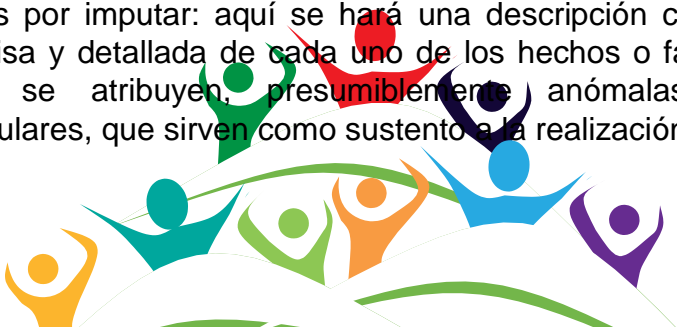 s por imputar: aquí se hará una descripción c
isa y detallada de cada uno de los hechos o fa
se atribuyen, presumiblemente anómalas
ulares, que sirven como sustento a la realización